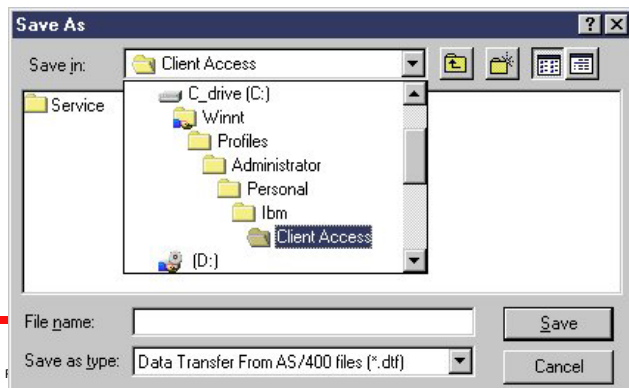 Save As
Save in: Client Access
Service
C_drive (C:)
Winnt
Profiles
Administrator
Personal
Ibm
Client Access
(D:)
File name: Save
Save as type: Data Transfer From AS/400 files (*.dtf) Cancel